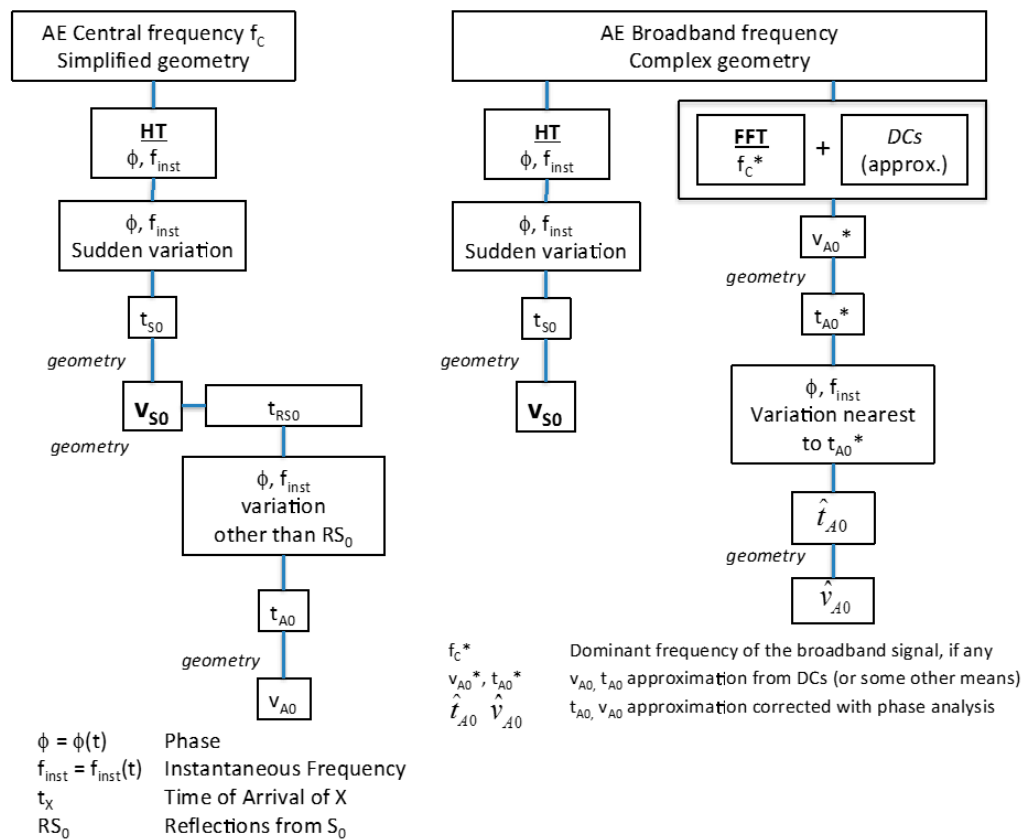 AE Central frequency f_C
Simplified geometry
HT
ϕ, f_inst
ϕ, f_inst
Sudden variation
t_S0
geometry
v_S0
t_RS0
geometry
ϕ, f_inst
variation
other than RS_0
t_A0
geometry
v_A0
ϕ = ϕ(t) Phase
f_inst = f_inst(t) Instantaneous Frequency
t_X Time of Arrival of X
RS_0 Reflections from S_0
AE Broadband frequency
Complex geometry
HT
ϕ, f_inst
ϕ, f_inst
Sudden variation
t_S0
geometry
v_S0
FFT
f_C*
+
DCs
(approx.)
v_A0*
geometry
t_A0*
ϕ, f_inst
Variation nearest
to t_A0*
t̂_A0
geometry
v̂_A0
f_C* Dominant frequency of the broadband signal, if any
v_A0*, t_A0* v_A0, t_A0 approximation from DCs (or some other means)
t̂_A0 v̂_A0 t_A0, v_A0 approximation corrected with phase analysis